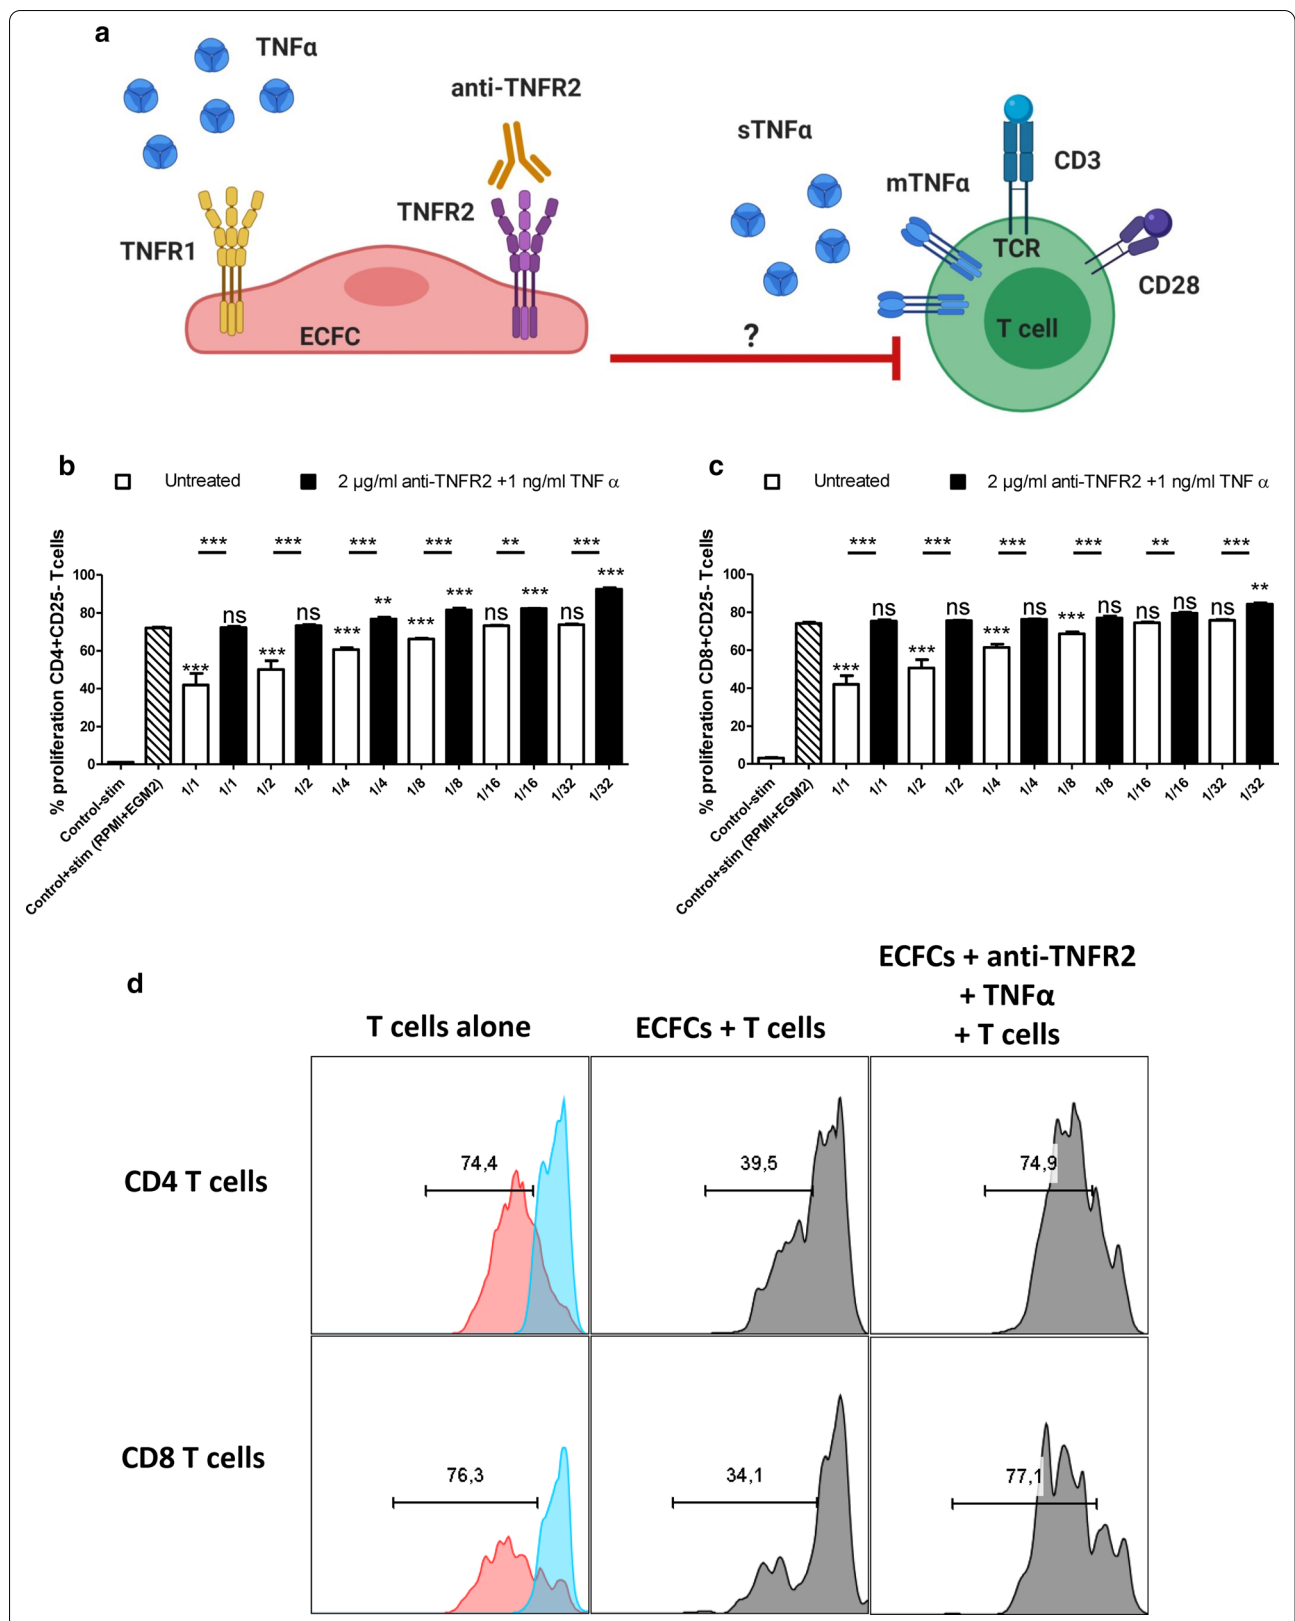 a
TNFα
anti-TNFR2
TNFR2
TNFR1
ECFC
sTNFα
mTNFα
CD3
TCR
CD28
T cell
?
b
Untreated
2 µg/ml anti-TNFR2 +1 ng/ml TNF α
% proliferation CD4+CD25- Tcells
*** *** *** *** ** ***
100
80
60
40
20
0
*** ns *** ns *** ** *** *** ns *** ns ***
Control-stim
Control+stim (RPMI+EGM2)
1/1 1/1 1/2 1/2 1/4 1/4 1/8 1/8 1/16 1/16 1/32 1/32
c
Untreated
2 µg/ml anti-TNFR2 +1 ng/ml TNF α
% proliferation CD8+CD25- Tcells
*** *** *** *** ** ***
100
80
60
40
20
0
*** ns *** ns *** ns *** ns ns ns ns **
Control-stim
Control+stim (RPMI+EGM2)
1/1 1/1 1/2 1/2 1/4 1/4 1/8 1/8 1/16 1/16 1/32 1/32
d
T cells alone
ECFCs + T cells
ECFCs + anti-TNFR2
+ TNFα
+ T cells
CD4 T cells
74,4
39,5
74,9
CD8 T cells
76,3
34,1
77,1